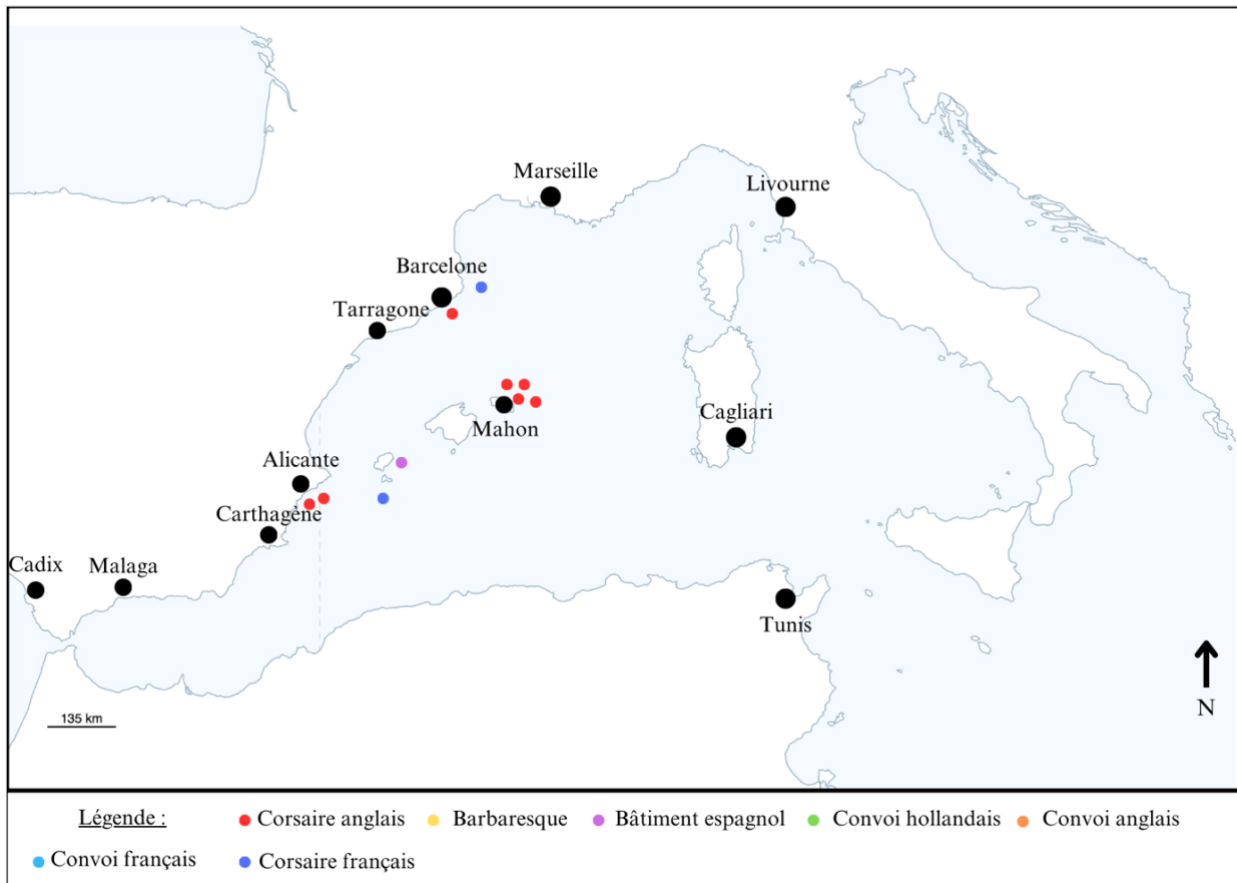 Marseille
Livourne
Barcelone
Tarragone
Mahon
Cagliari
Alicante
Carthagène
Cadix
Malaga
Tunis
135 km
N
Légende :
Corsaire anglais
Barbaresque
Bâtiment espagnol
Convoi hollandais
Convoi anglais
Convoi français
Corsaire français